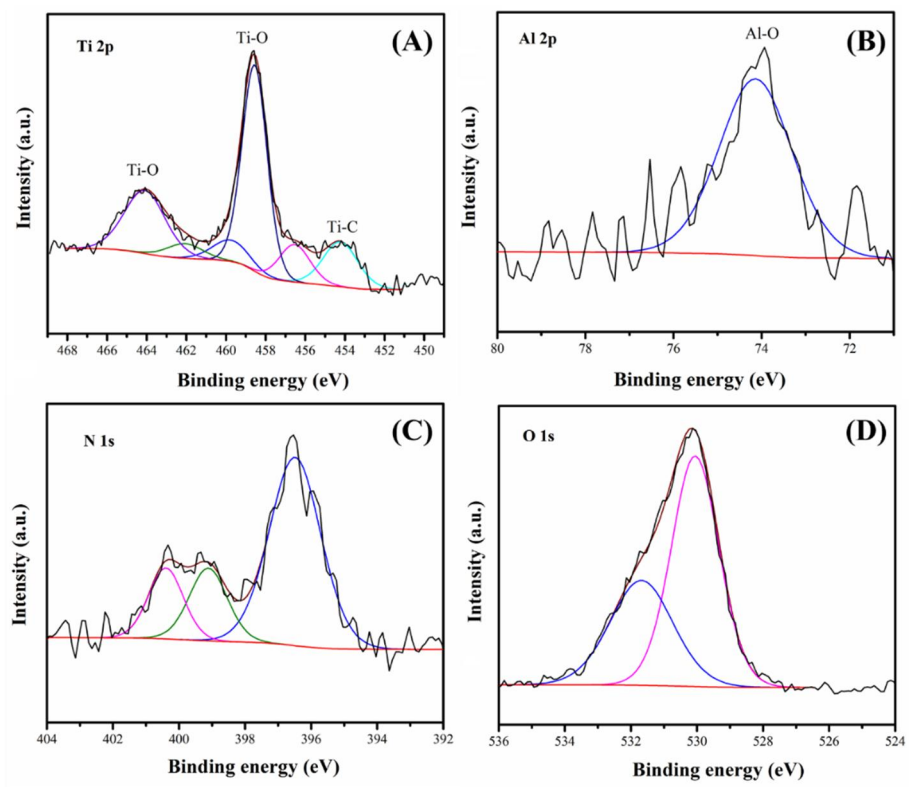 Ti 2p
Ti-O
(A)
Ti-O
Ti-C
Intensity (a.u.)
468 466 464 462 460 458 456 454 452 450
Binding energy (eV)
Al 2p
Al-O
(B)
Intensity (a.u.)
80 78 76 74 72
Binding energy (eV)
N 1s
(C)
Intensity (a.u.)
404 402 400 398 396 394 392
Binding energy (eV)
O 1s
(D)
Intensity (a.u.)
536 534 532 530 528 526 524
Binding energy (eV)